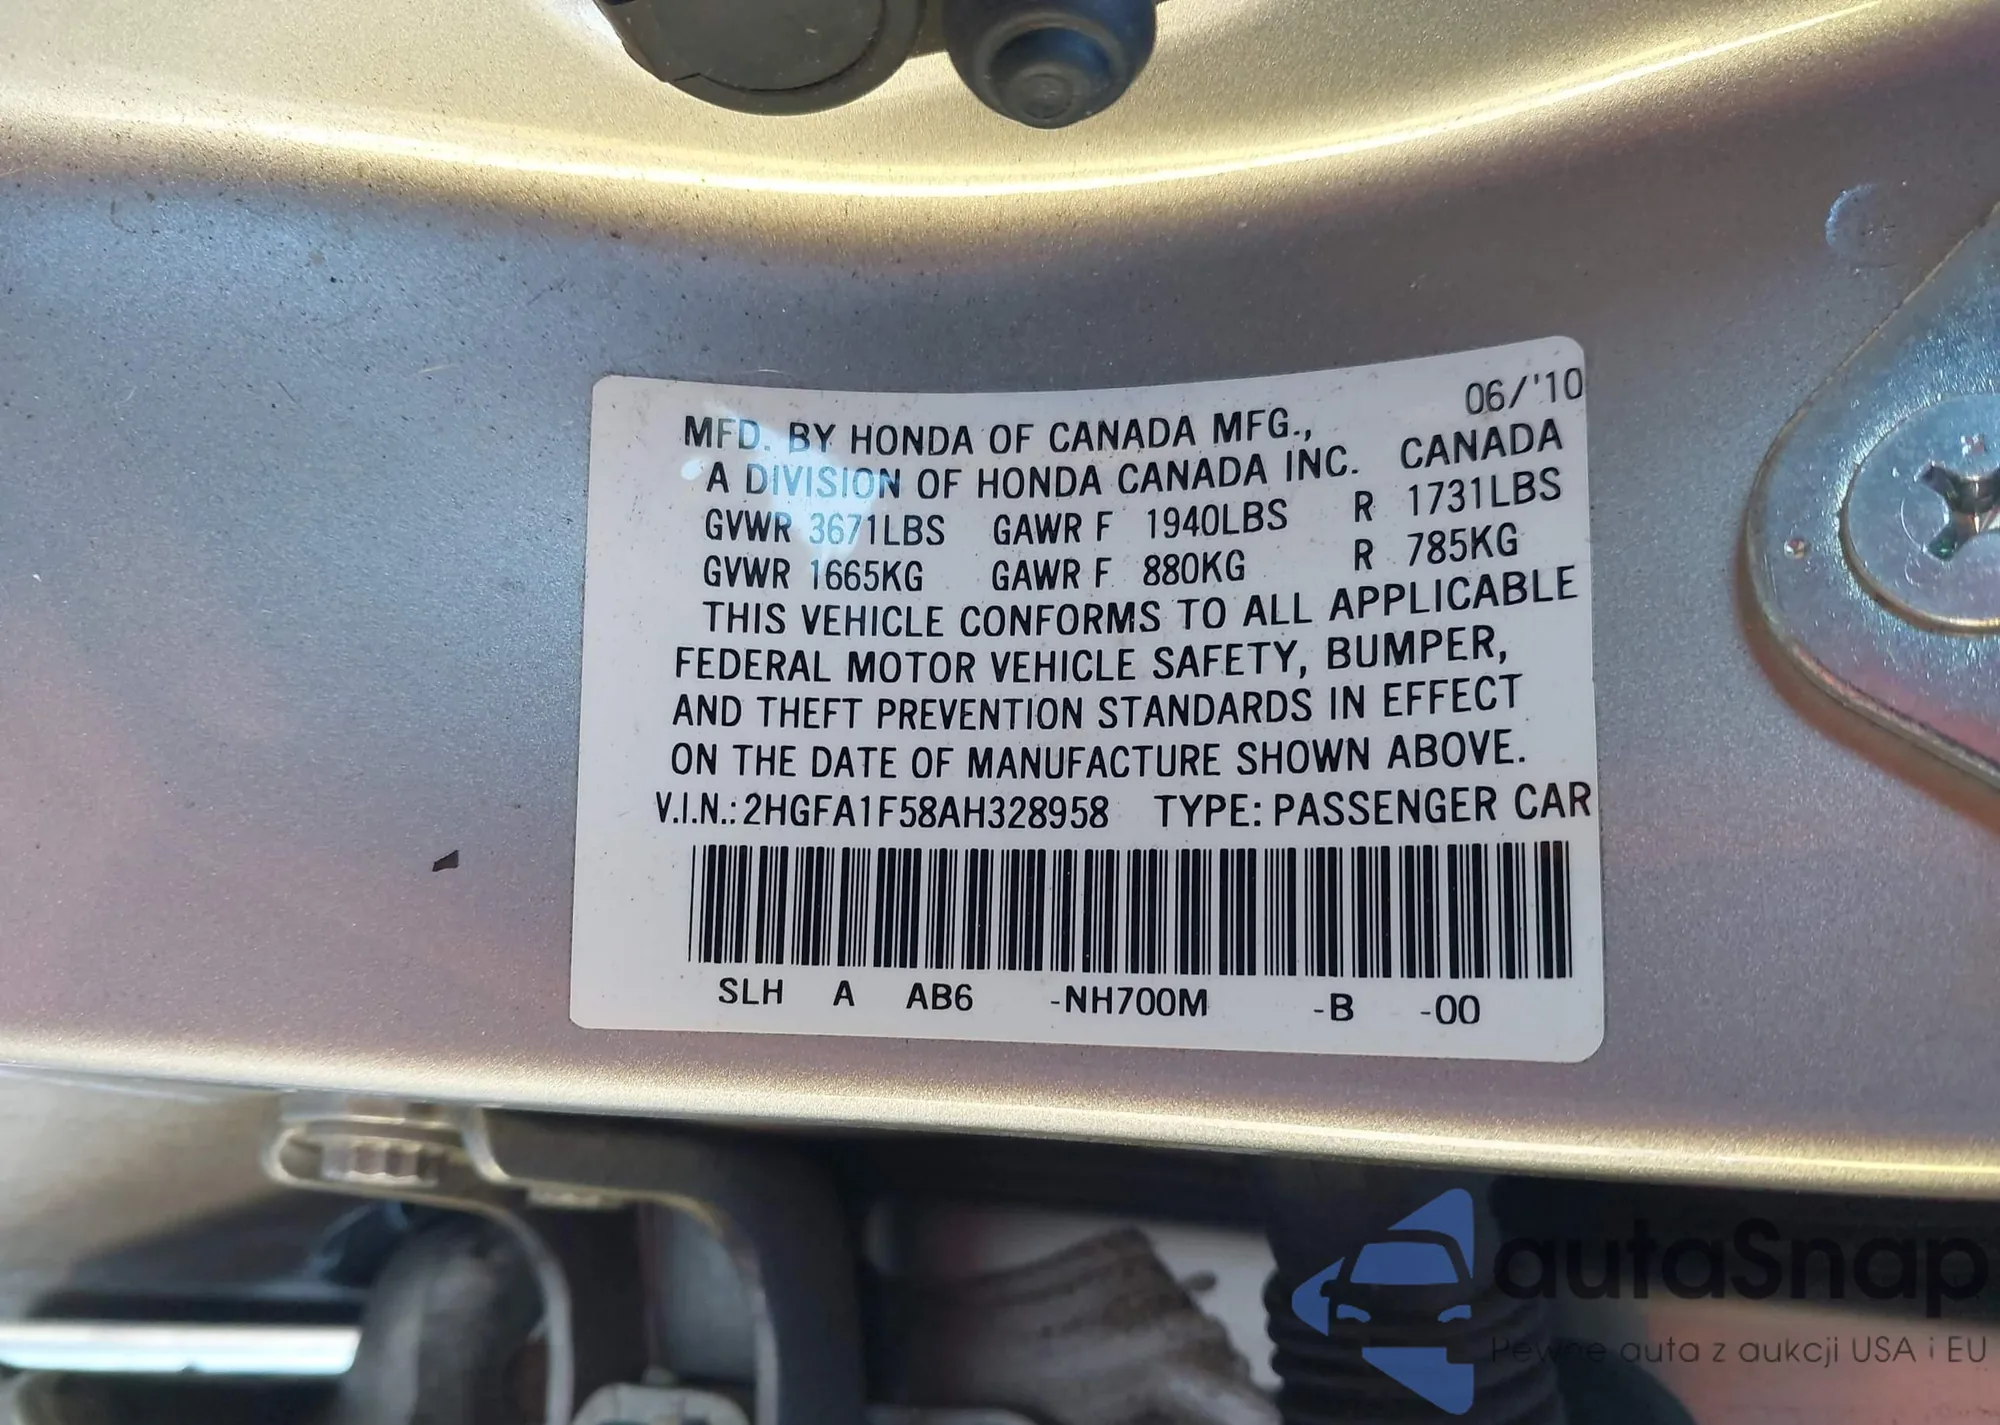 06/'10
MFD. BY HONDA OF CANADA MFG.,
A DIVISION OF HONDA CANADA INC. CANADA
GVWR 3671LBS GAWR F 1940LBS R 1731LBS
GVWR 1665KG GAWR F 880KG R 785KG
THIS VEHICLE CONFORMS TO ALL APPLICABLE
FEDERAL MOTOR VEHICLE SAFETY, BUMPER,
AND THEFT PREVENTION STANDARDS IN EFFECT
ON THE DATE OF MANUFACTURE SHOWN ABOVE.
V.I.N.: 2HGFA1F58AH328958 TYPE: PASSENGER CAR
SLH A AB6 -NH700M -B -00
autaSnap
Pewne auta z aukcji USA i EU